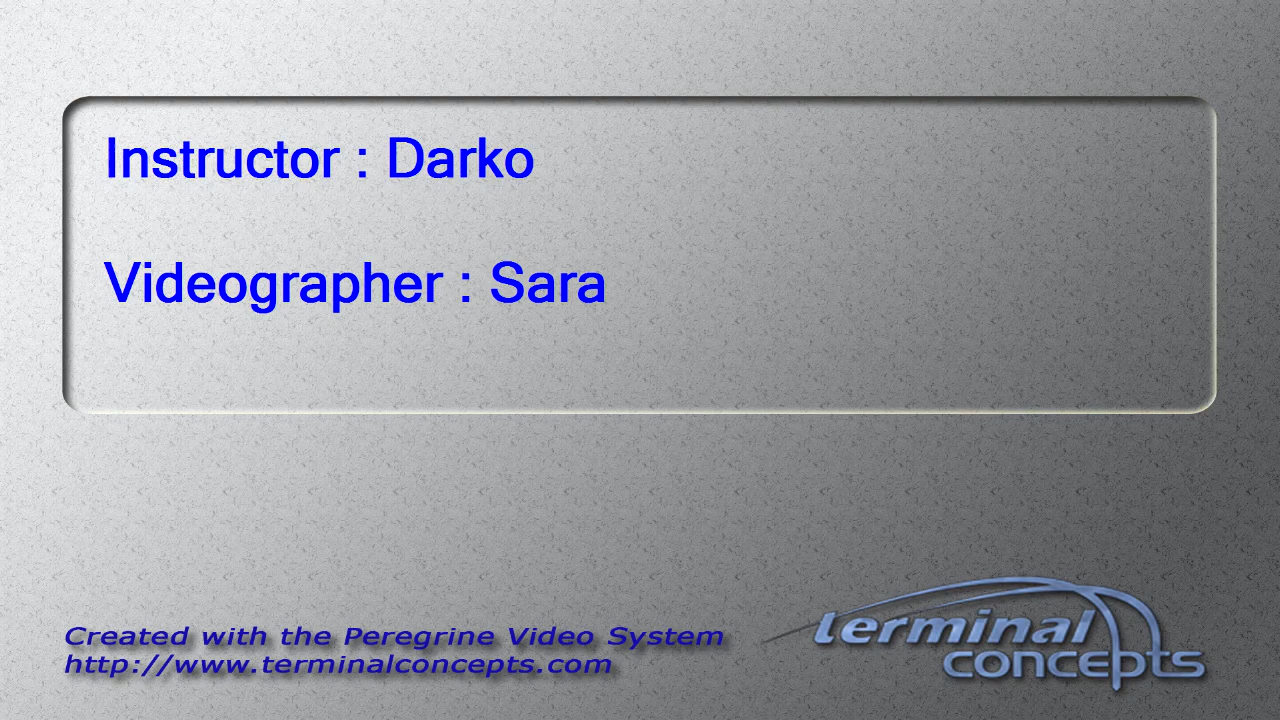 Instructor : Darko
Videographer : Sara
Created with the Peregrine Video System
http://www.terminalconcepts.com
terminal
concepts